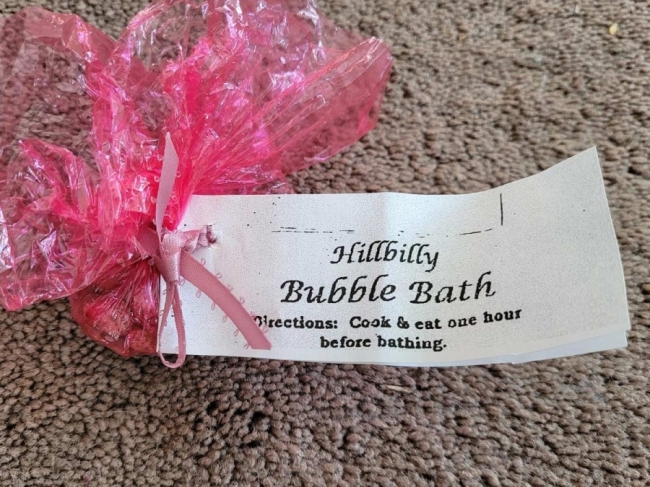 Hillbilly
Bubble Bath
Directions: Cook & eat one hour
before bathing.